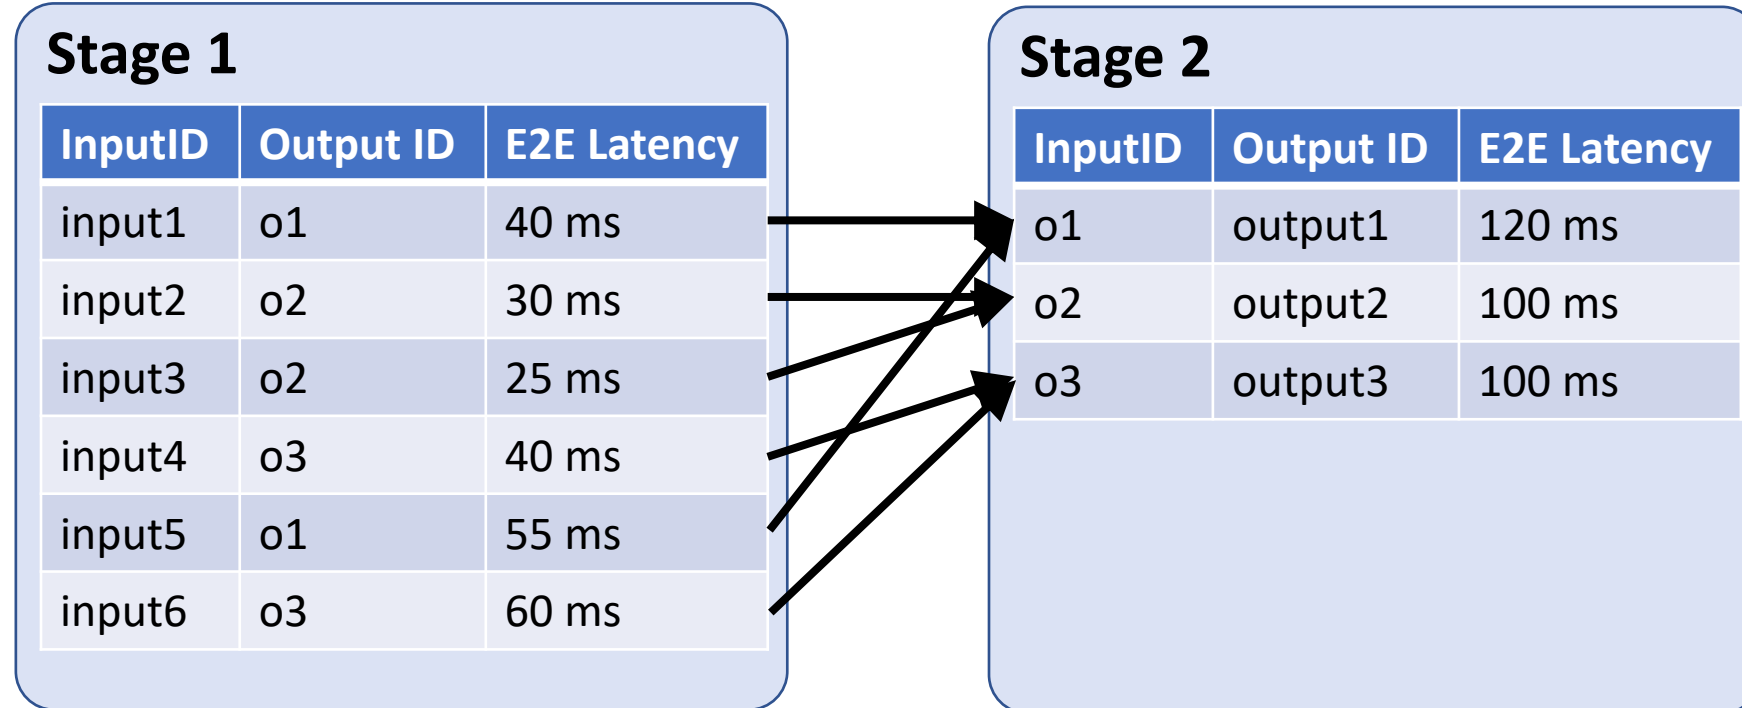 Stage 1
InputID Output ID E2E Latency
input1 o1 40 ms
input2 o2 30 ms
input3 o2 25 ms
input4 o3 40 ms
input5 o1 55 ms
input6 o3 60 ms
Stage 2
InputID Output ID E2E Latency
o1 output1 120 ms
o2 output2 100 ms
o3 output3 100 ms